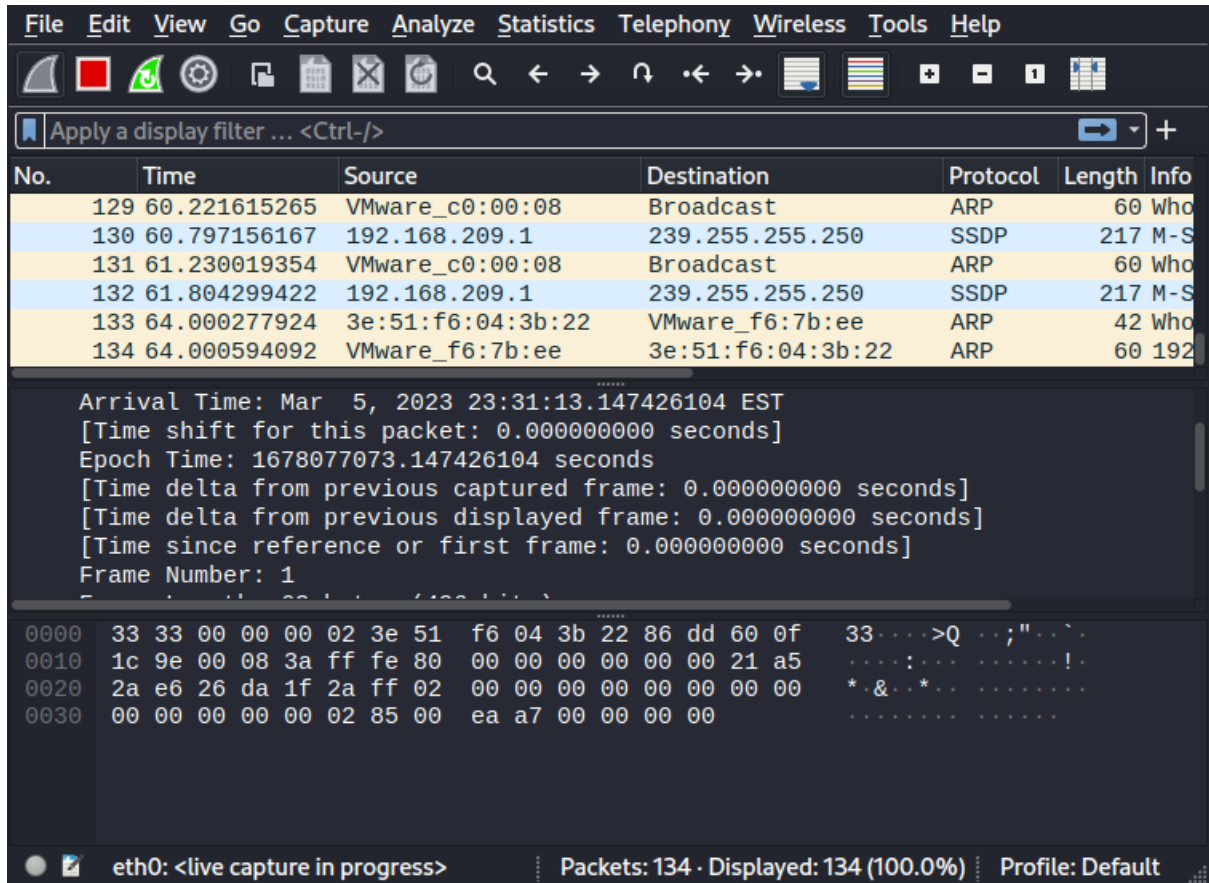 File Edit View Go Capture Analyze Statistics Telephony Wireless Tools Help
Apply a display filter … <Ctrl-/>
No. Time Source Destination Protocol Length Info
129 60.221615265 VMware_c0:00:08 Broadcast ARP 60 Who
130 60.797156167 192.168.209.1 239.255.255.250 SSDP 217 M-S
131 61.230019354 VMware_c0:00:08 Broadcast ARP 60 Who
132 61.804299422 192.168.209.1 239.255.255.250 SSDP 217 M-S
133 64.000277924 3e:51:f6:04:3b:22 VMware_f6:7b:ee ARP 42 Who
134 64.000594092 VMware_f6:7b:ee 3e:51:f6:04:3b:22 ARP 60 192
Arrival Time: Mar  5, 2023 23:31:13.147426104 EST
[Time shift for this packet: 0.000000000 seconds]
Epoch Time: 1678077073.147426104 seconds
[Time delta from previous captured frame: 0.000000000 seconds]
[Time delta from previous displayed frame: 0.000000000 seconds]
[Time since reference or first frame: 0.000000000 seconds]
Frame Number: 1
0000 33 33 00 00 00 02 3e 51 f6 04 3b 22 86 dd 60 0f 33····>Q ··;"··`·
0010 1c 9e 00 08 3a ff fe 80 00 00 00 00 00 00 21 a5 ····:··· ······!·
0020 2a e6 26 da 1f 2a ff 02 00 00 00 00 00 00 00 00 *·&··*·· ········
0030 00 00 00 00 00 02 85 00 ea a7 00 00 00 00 ········ ······
eth0: <live capture in progress> Packets: 134 · Displayed: 134 (100.0%) Profile: Default